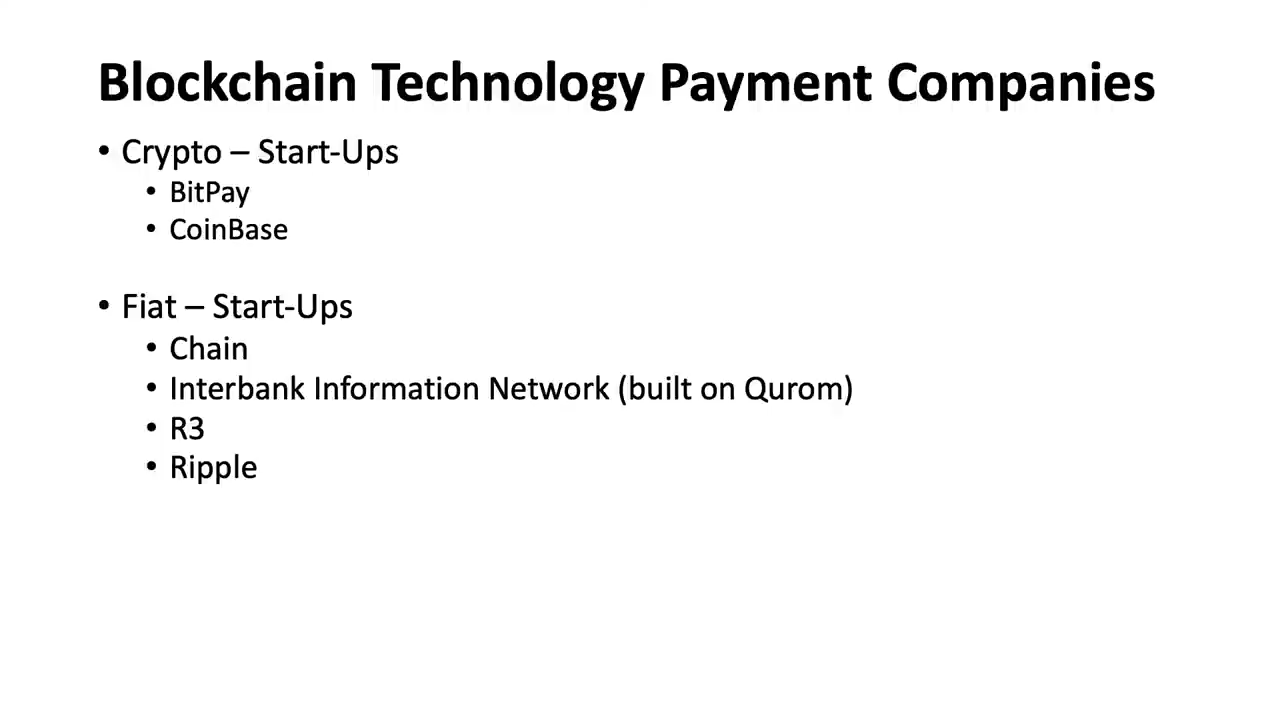 Blockchain Technology Payment Companies
• Crypto – Start-Ups
• BitPay
• CoinBase
• Fiat – Start-Ups
• Chain
• Interbank Information Network (built on Qurom)
• R3
• Ripple